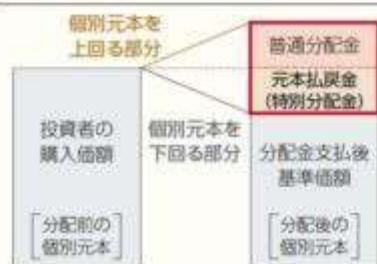 個別元本を
上回る部分
普通分配金
元本払戻金
(特別分配金)
投資者の
購入価額
個別元本を
下回る部分
分配金支払後
基準価額
[分配前の
個別元本]
[分配後の
個別元本]